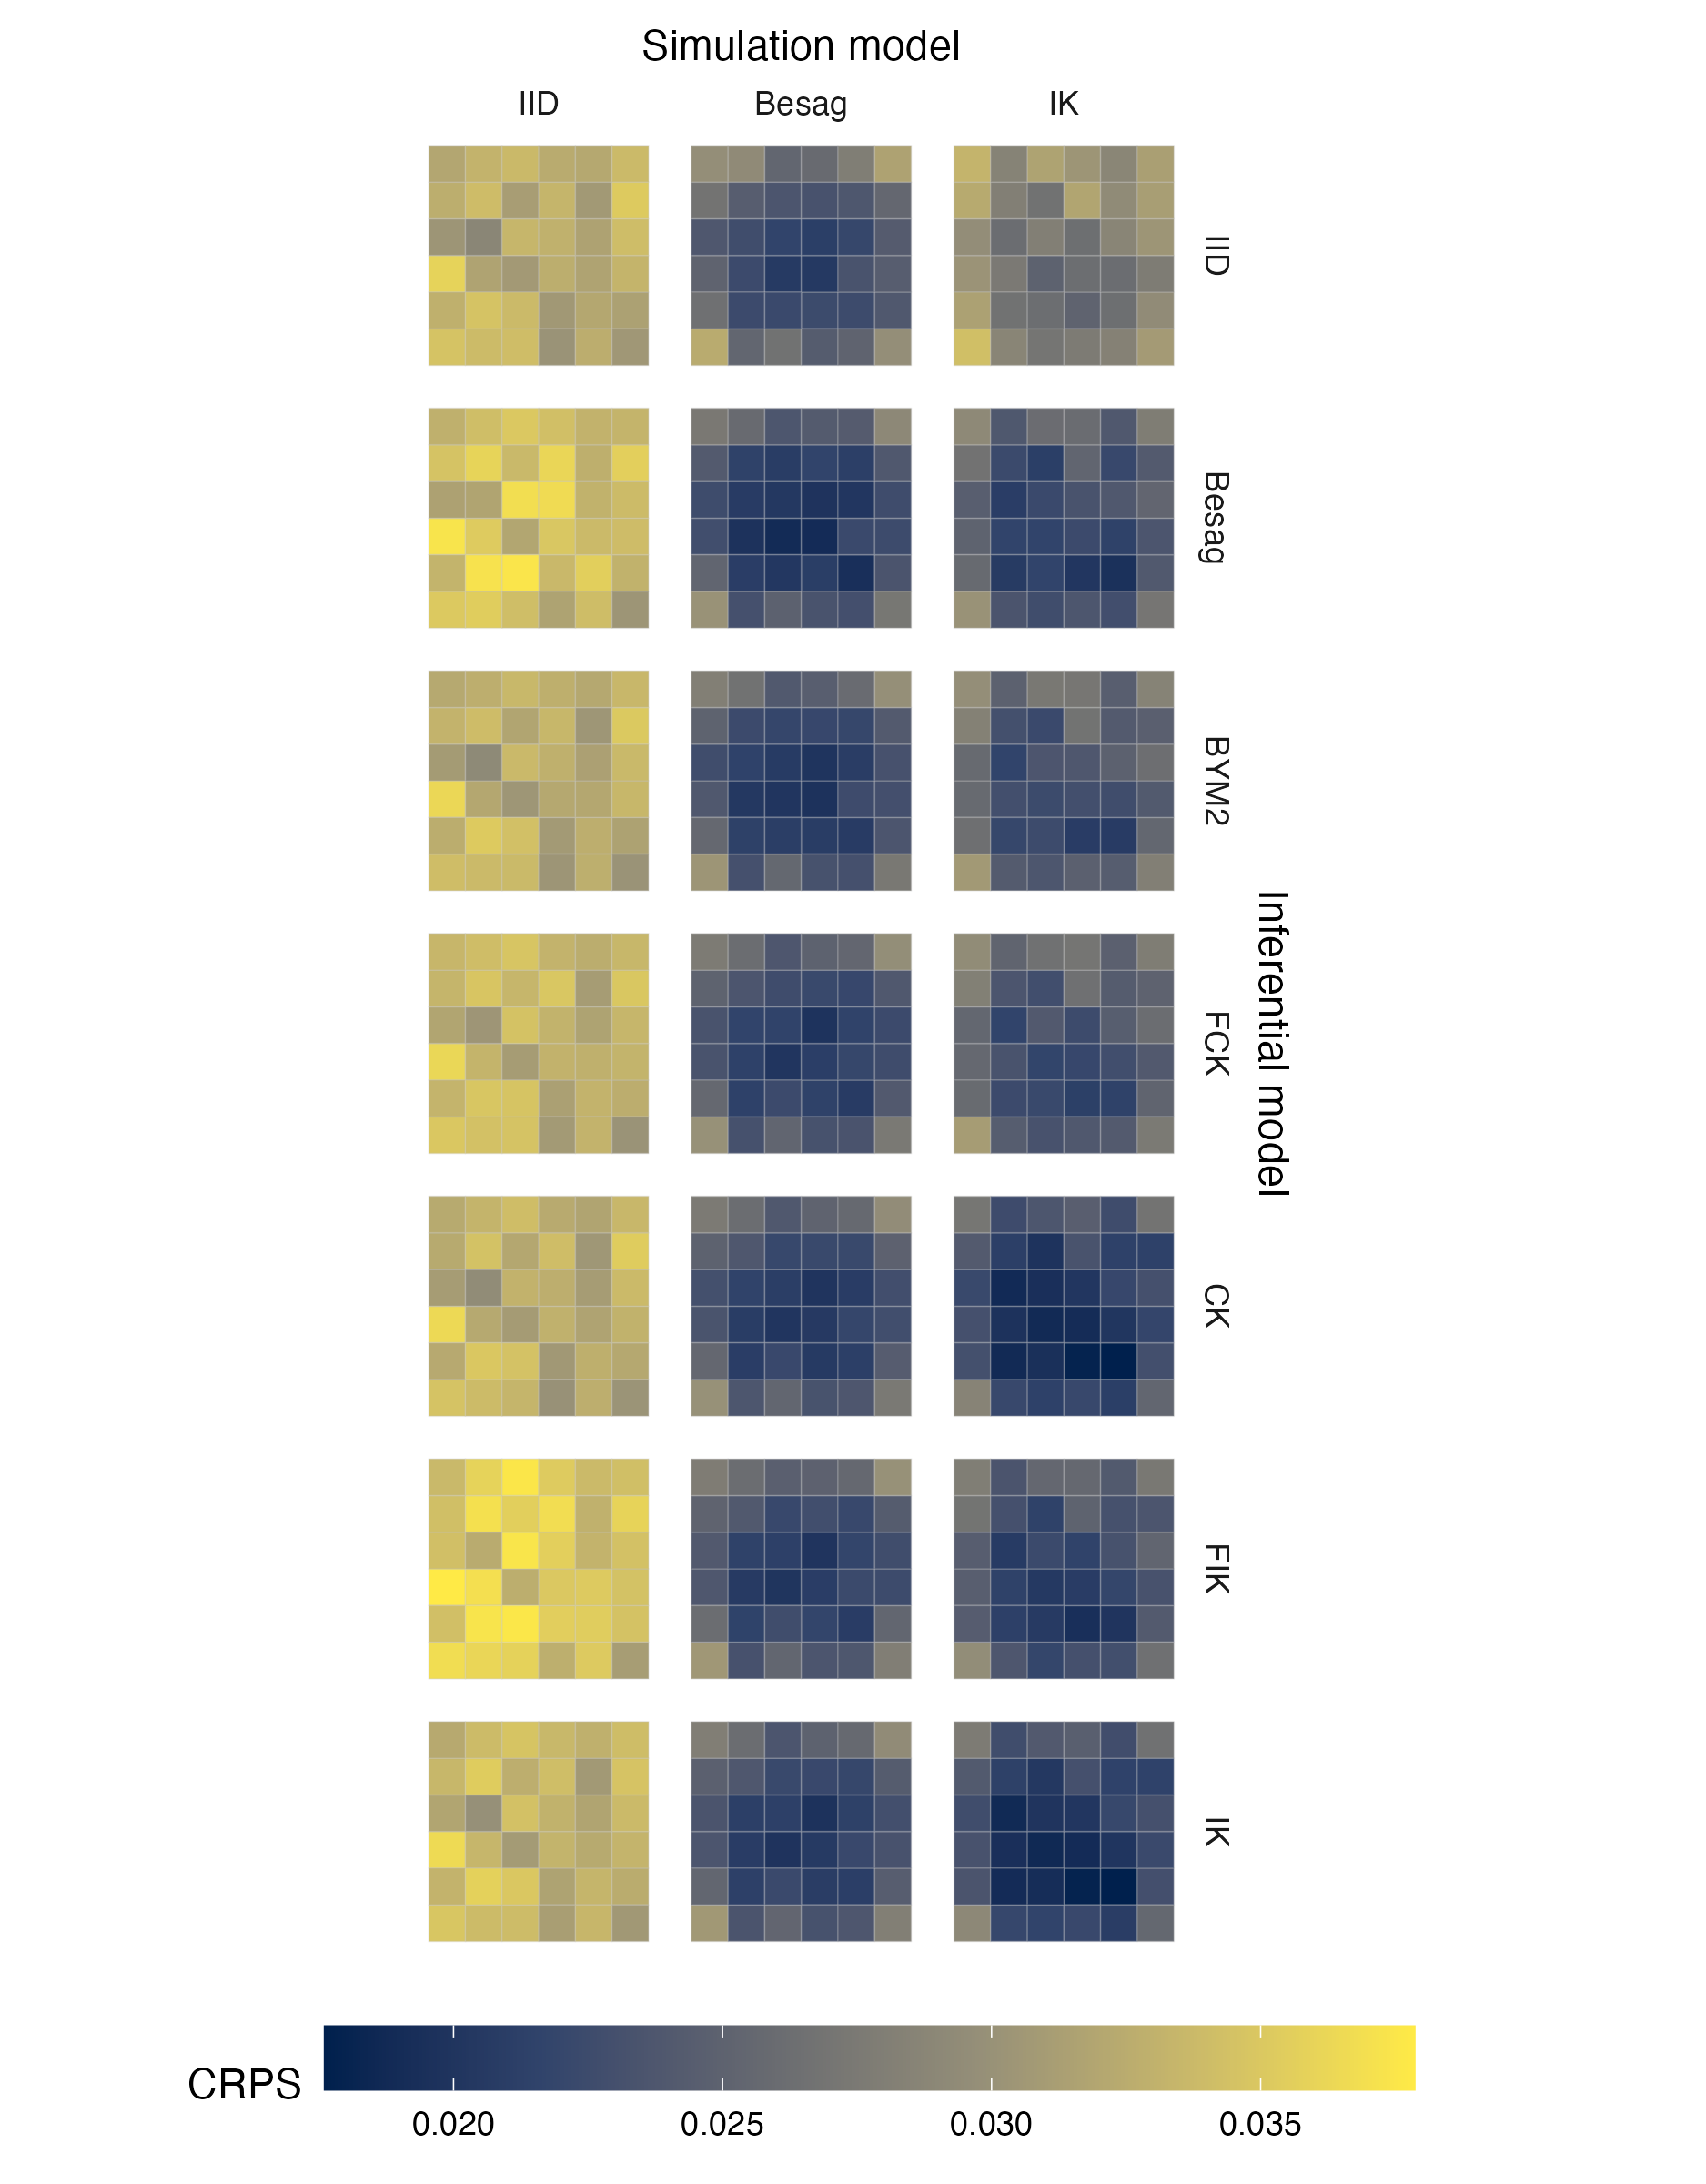 Simulation model
IID Besag IK
IID
Besag
BYM2
FCK
CK
FIK
IK
Inferential model
CRPS
0.020 0.025 0.030 0.035